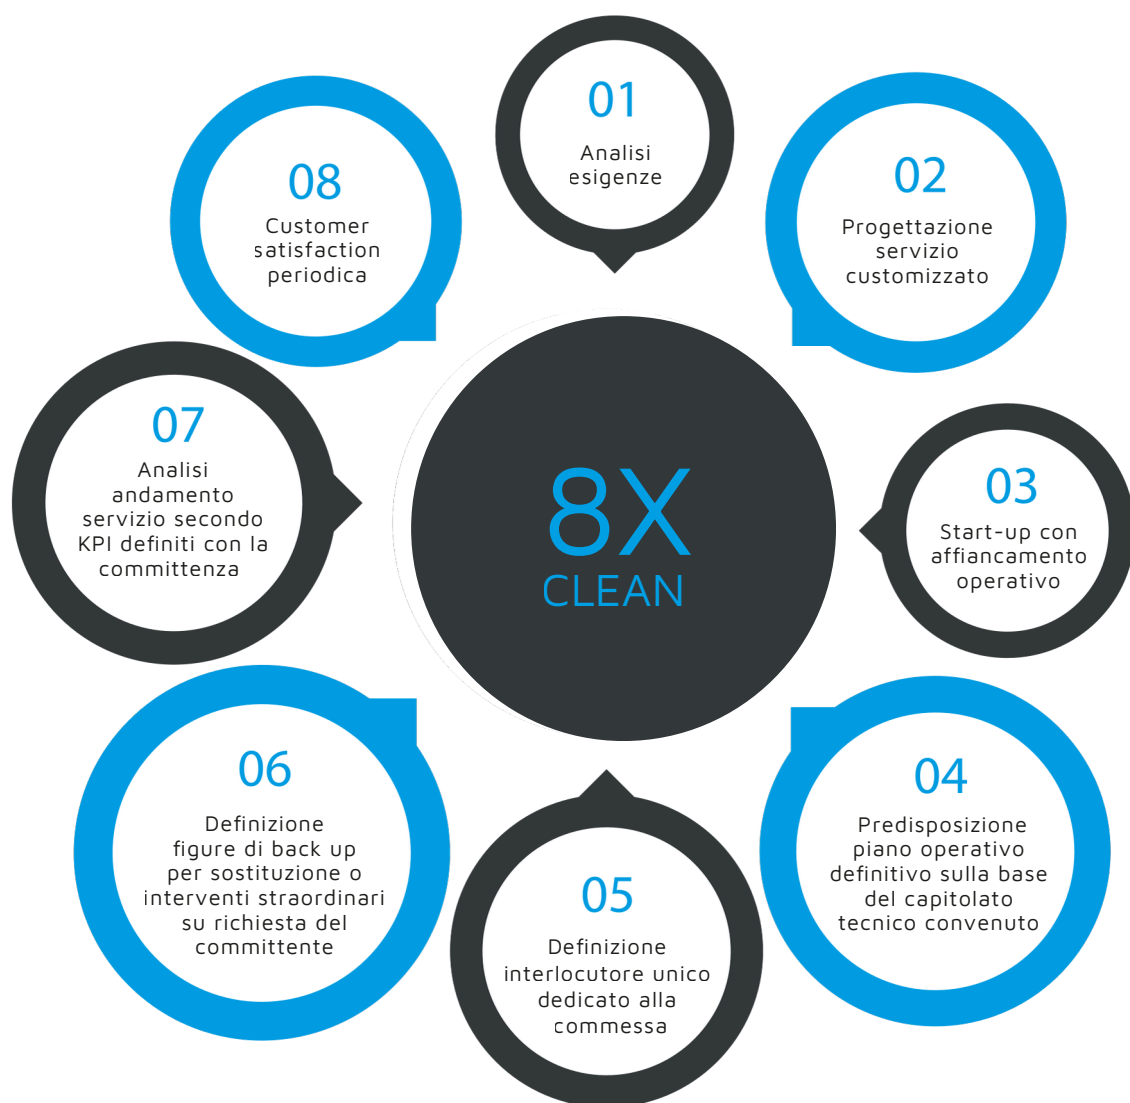 01
Analisi
esigenze
02
Progettazione
servizio
customizzato
03
Start-up con
affiancamento
operativo
04
Predisposizione
piano operativo
definitivo sulla base
del capitolato
tecnico convenuto
05
Definizione
interlocutore unico
dedicato alla
commessa
06
Definizione
figure di back up
per sostituzione o
interventi straordinari
su richiesta del
committente
07
Analisi
andamento
servizio secondo
KPI definiti con la
committenza
08
Customer
satisfaction
periodica
8X
CLEAN